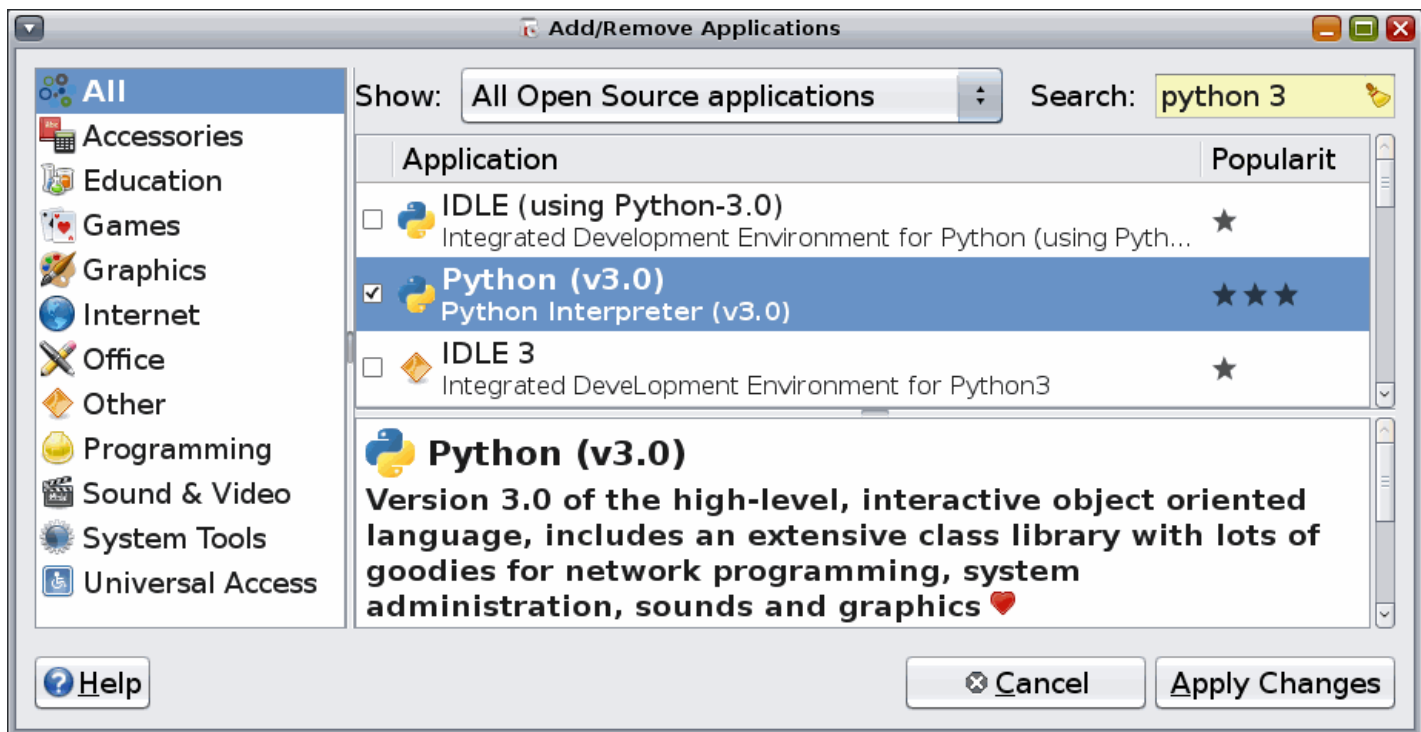 Add/Remove Applications
All
Accessories
Education
Games
Graphics
Internet
Office
Other
Programming
Sound & Video
System Tools
Universal Access
Show: All Open Source applications Search: python 3
Application Popularit
IDLE (using Python-3.0)
Integrated Development Environment for Python (using Pyth...
Python (v3.0)
Python Interpreter (v3.0)
IDLE 3
Integrated DeveLopment Environment for Python3
Python (v3.0)
Version 3.0 of the high-level, interactive object oriented
language, includes an extensive class library with lots of
goodies for network programming, system
administration, sounds and graphics
Help Cancel Apply Changes